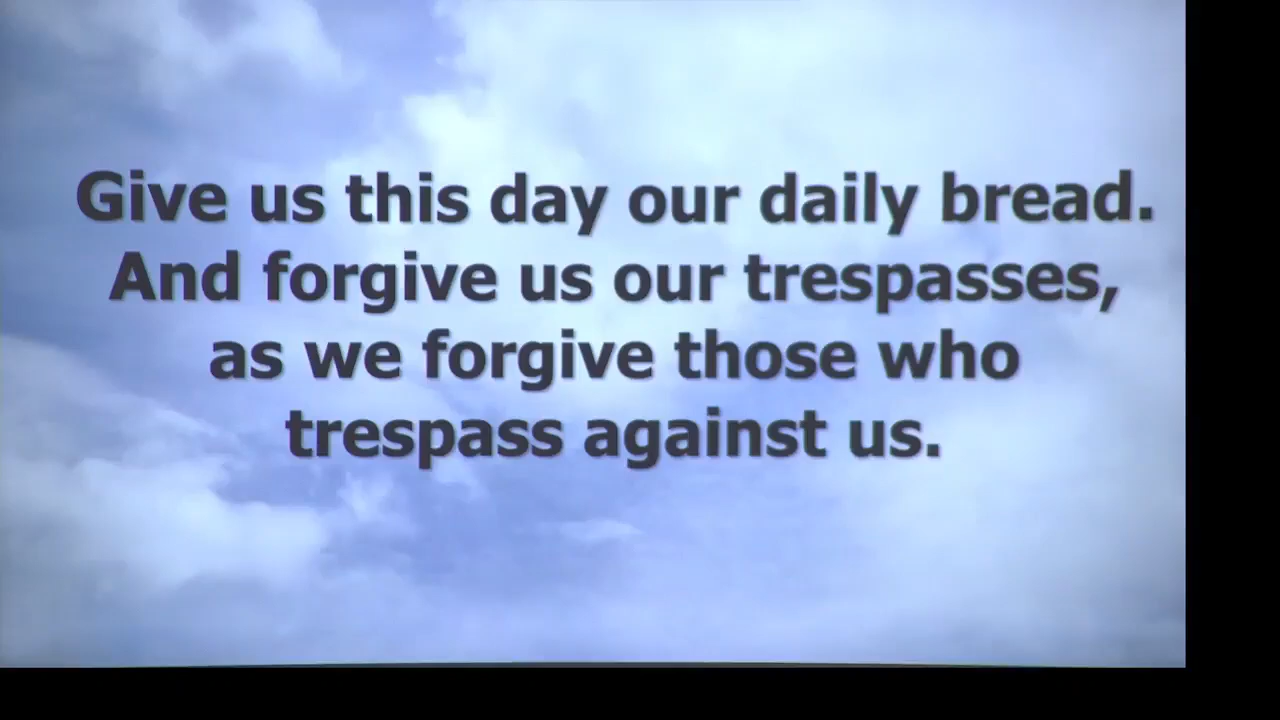 Give us this day our daily bread.
And forgive us our trespasses,
as we forgive those who
trespass against us.